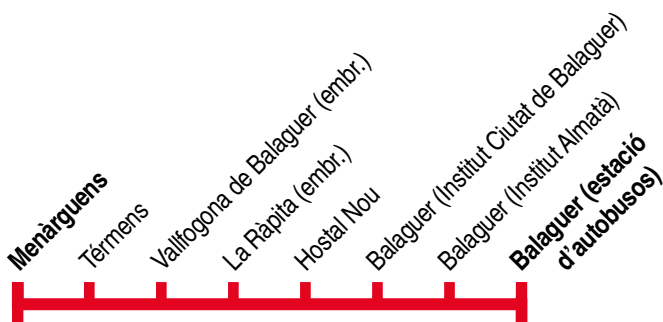 Menàrguens
Térmens
Vallfogona de Balaguer (embr.)
La Ràpita (embr.)
Hostal Nou
Balaguer (Institut Ciutat de Balaguer)
Balaguer (Institut Almatà)
Balaguer (estació
d'autobusos)